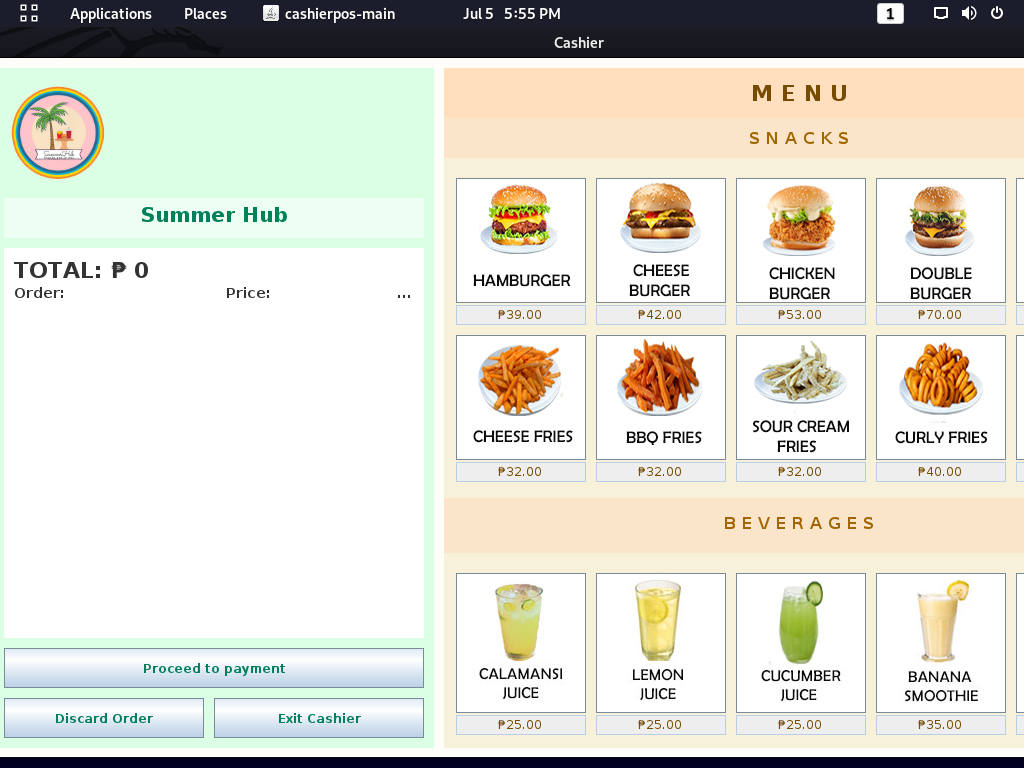 Applications Places cashierpos-main Jul 5 5:55 PM 1
Cashier
Summer Hub
TOTAL: ₱ 0
Order: Price: ...
Proceed to payment
Discard Order Exit Cashier
MENU
SNACKS
HAMBURGER
₱39.00
CHEESE
BURGER
₱42.00
CHICKEN
BURGER
₱53.00
DOUBLE
BURGER
₱70.00
CHEESE FRIES
₱32.00
BBQ FRIES
₱32.00
SOUR CREAM
FRIES
₱32.00
CURLY FRIES
₱40.00
BEVERAGES
CALAMANSI
JUICE
₱25.00
LEMON
JUICE
₱25.00
CUCUMBER
JUICE
₱25.00
BANANA
SMOOTHIE
₱35.00